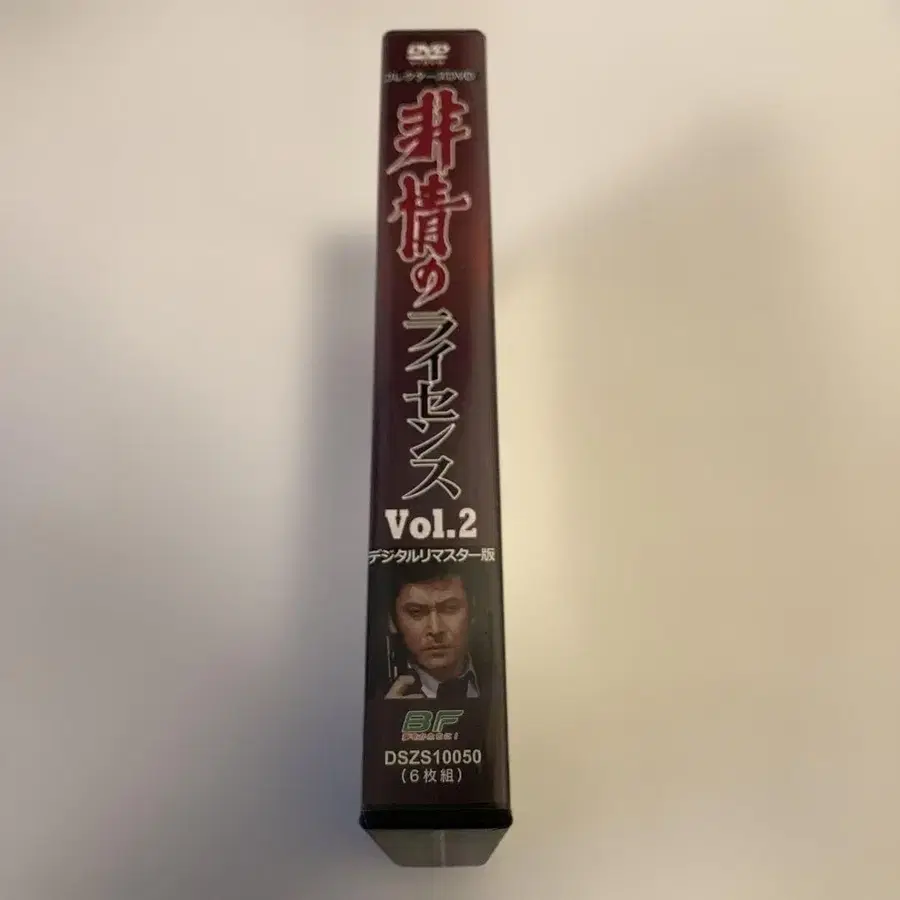 DVD
VIDEO
コレクターズDVD
非情のライセンス
Vol.2
デジタルリマスター版
BF
DSZS10050
(6枚組)